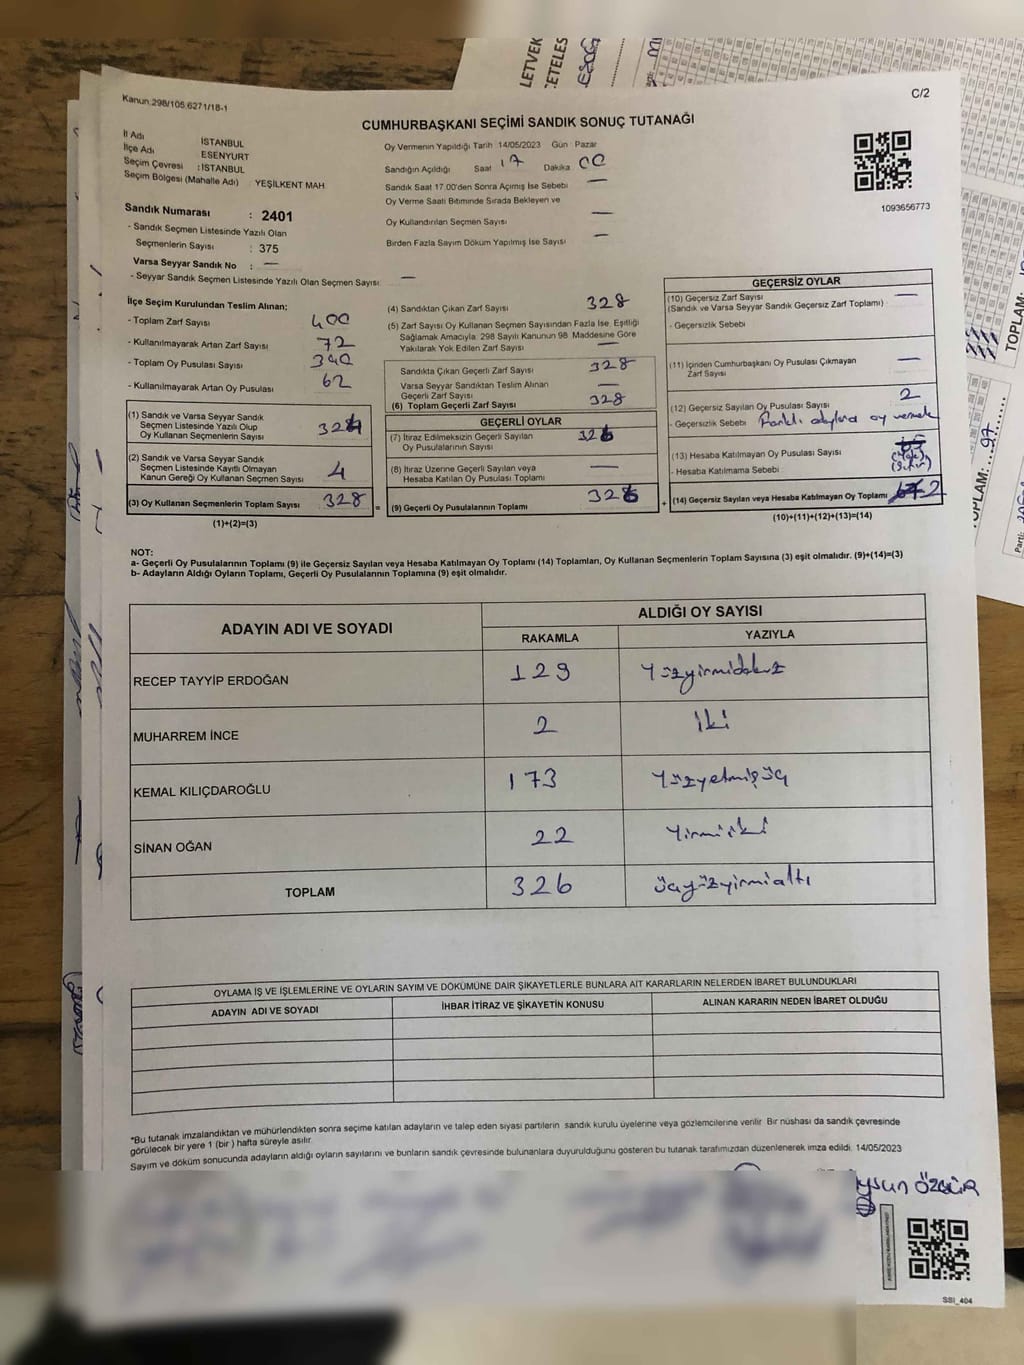 LETVEK
ETELES
Kanun:298/105.6271/18-1
C/2
CUMHURBAŞKANI SEÇİMİ SANDIK SONUÇ TUTANAĞI
İl Adı İSTANBUL
İlçe Adı ESENYURT
Seçim Çevresi : İSTANBUL
Seçim Bölgesi (Mahalle Adı) : YEŞİLKENT MAH
Oy Vermenin Yapıldığı Tarih 14/05/2023 Gün : Pazar
Sandığın Açıldığı Saat 17 Dakika 00
Sandık Saat 17.00'den Sonra Açımış İse Sebebi —
Oy Verme Saati Bitiminde Sırada Bekleyen ve
Oy Kullandırılan Seçmen Sayısı —
Birden Fazla Sayım Döküm Yapılmış İse Sayısı —
1093656773
Sandık Numarası : 2401
- Sandık Seçmen Listesinde Yazılı Olan
Seçmenlerin Sayısı : 375
Varsa Seyyar Sandık No : —
- Seyyar Sandık Seçmen Listesinde Yazılı Olan Seçmen Sayısı: —
İlçe Seçim Kurulundan Teslim Alınan:
- Toplam Zarf Sayısı 400
- Kullanılmayarak Artan Zarf Sayısı 72
- Toplam Oy Pusulası Sayısı 390
- Kullanılmayarak Artan Oy Pusulası 62
(1) Sandık ve Varsa Seyyar Sandık
Seçmen Listesinde Yazılı Olup
Oy Kullanan Seçmenlerin Sayısı 324
(2) Sandık ve Varsa Seyyar Sandık
Seçmen Listesinde Kayıtlı Olmayan
Kanun Gereği Oy Kullanan Seçmen Sayısı 4
(3) Oy Kullanan Seçmenlerin Toplam Sayısı 328 =
(1)+(2)=(3)
(4) Sandıktan Çıkan Zarf Sayısı 328
(5) Zarf Sayısı Oy Kullanan Seçmen Sayısından Fazla İse, Eşitliği
Sağlamak Amacıyla, 298 Sayılı Kanunun 98. Maddesine Göre
Yakılarak Yok Edilen Zarf Sayısı —
Sandıkta Çıkan Geçerli Zarf Sayısı 328
Varsa Seyyar Sandıktan Teslim Alınan
Geçerli Zarf Sayısı —
(6) Toplam Geçerli Zarf Sayısı 328
GEÇERLİ OYLAR
(7) İtiraz Edilmeksizin Geçerli Sayılan
Oy Pusulalarının Sayısı 326
(8) İtiraz Üzerine Geçerli Sayılan veya
Hesaba Katılan Oy Pusulası Toplamı —
(9) Geçerli Oy Pusulalarının Toplamı 326 +
GEÇERSİZ OYLAR
(10) Geçersiz Zarf Sayısı —
(Sandık ve Varsa Seyyar Sandık Geçersiz Zarf Toplamı)
- Geçersizlik Sebebi
(11) İçinden Cumhurbaşkanı Oy Pusulası Çıkmayan
Zarf Sayısı —
(12) Geçersiz Sayılan Oy Pusulası Sayısı 2
- Geçersizlik Sebebi Farklı adaylara oy vermek
(13) Hesaba Katılmayan Oy Pusulası Sayısı
- Hesaba Katılmama Sebebi (Sıfır)
(14) Geçersiz Sayılan veya Hesaba Katılmayan Oy Toplamı 2
(10)+(11)+(12)+(13)=(14)
NOT:
a- Geçerli Oy Pusulalarının Toplamı (9) ile Geçersiz Sayılan veya Hesaba Katılmayan Oy Toplamı (14) Toplamları, Oy Kullanan Seçmenlerin Toplam Sayısına (3) eşit olmalıdır. (9)+(14)=(3)
b- Adayların Aldığı Oyların Toplamı, Geçerli Oy Pusulalarının Toplamına (9) eşit olmalıdır.
ADAYIN ADI VE SOYADI ALDIĞI OY SAYISI
RAKAMLA YAZIYLA
RECEP TAYYİP ERDOĞAN 129 Yüzyirmidokuz
MUHARREM İNCE 2 İki
KEMAL KILIÇDAROĞLU 173 Yüzyetmişüç
SİNAN OĞAN 22 Yirmiiki
TOPLAM 326 üçyüzyirmialtı
OYLAMA İŞ VE İŞLEMLERİNE VE OYLARIN SAYIM VE DÖKÜMÜNE DAİR ŞİKAYETLERLE BUNLARA AİT KARARLARIN NELERDEN İBARET BULUNDUKLARI
ADAYIN ADI VE SOYADI İHBAR İTİRAZ VE ŞİKAYETİN KONUSU ALINAN KARARIN NEDEN İBARET OLDUĞU
*Bu tutanak imzalandıktan ve mühürlendikten sonra seçime katılan adayların ve talep eden siyasi partilerin sandık kurulu üyelerine veya gözlemcilerine verilir. Bir nüshası da sandık çevresinde
görülecek bir yere 1 (bir ) hafta süreyle asılır.
Sayım ve döküm sonucunda adayların aldığı oyların sayılarını ve bunların sandık çevresinde bulunanlara duyurulduğunu gösteren bu tutanak tarafımızdan düzenlenerek imza edildi. 14/05/2023
ÖZGÜR
SSI_404
TOPLAM:
TOPLAM:....97.......
Parti: